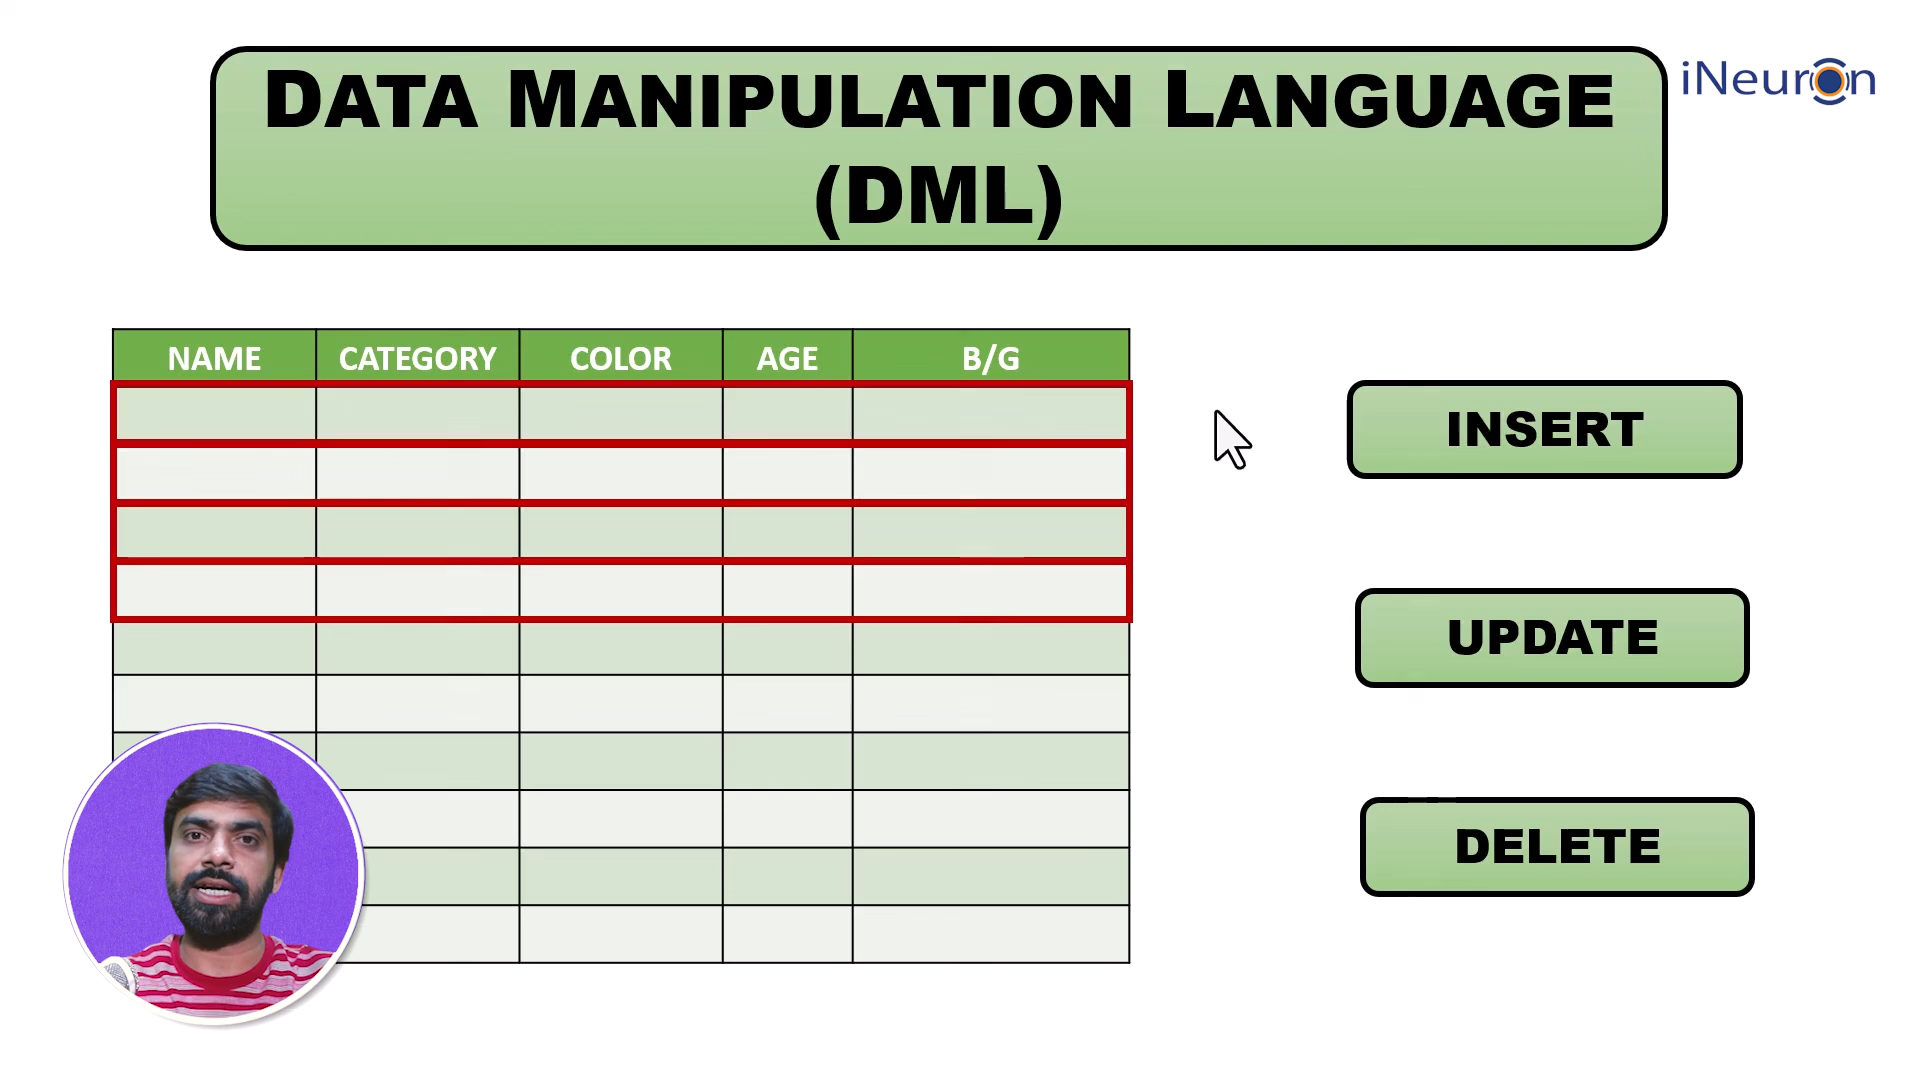 DATA MANIPULATION LANGUAGE
(DML)
iNeuron
NAME CATEGORY COLOR AGE B/G
INSERT
UPDATE
DELETE